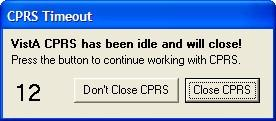 CPRS Timeout
VistA CPRS has been idle and will close!
Press the button to continue working with CPRS.
12 Don't Close CPRS Close CPRS